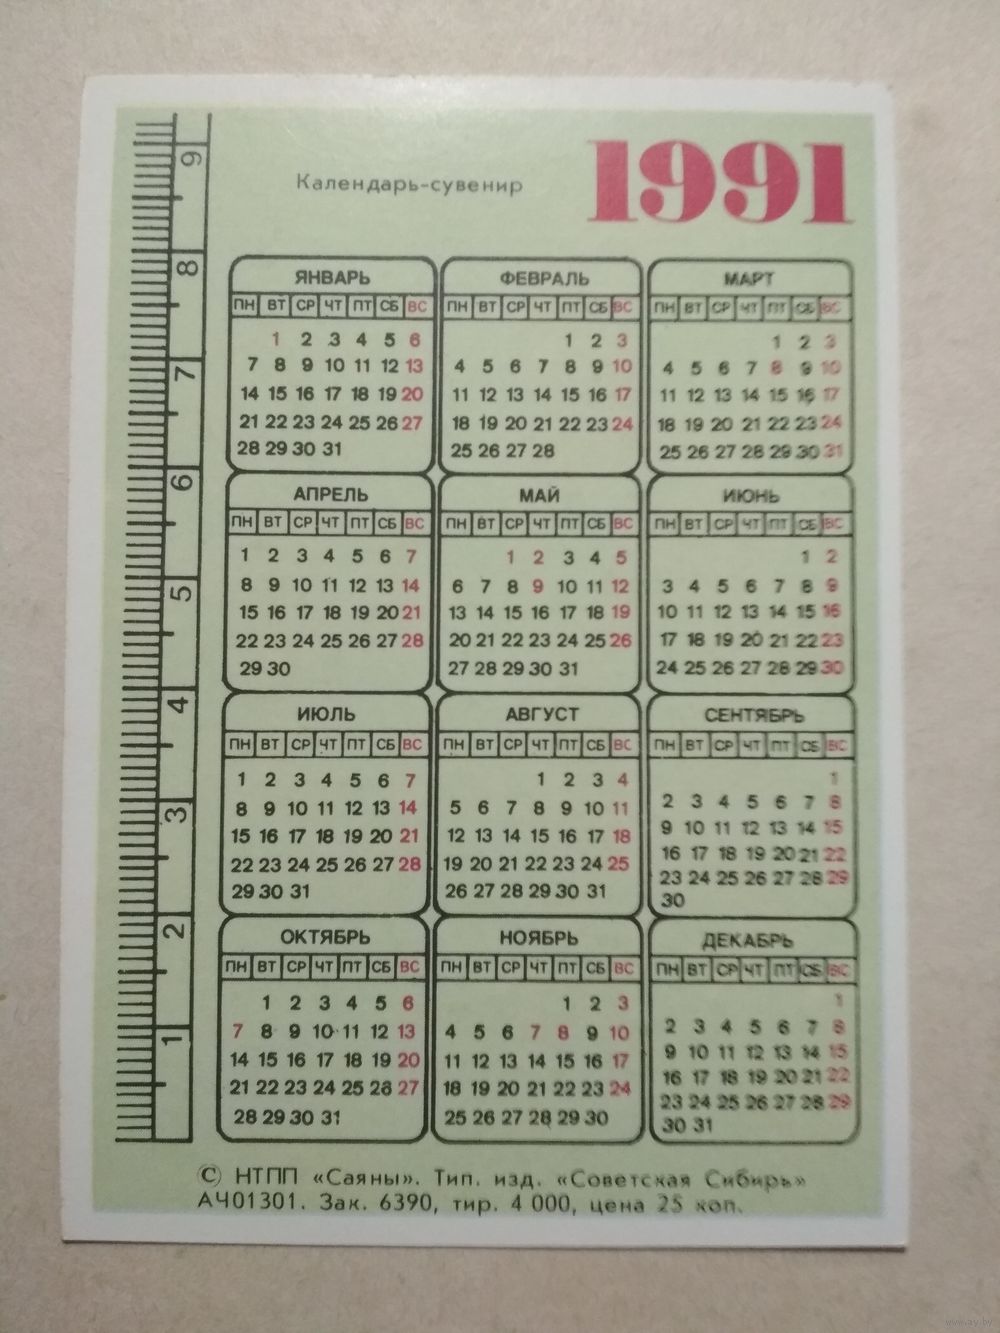 1991
Календарь-сувенир
ЯНВАРЬ
ПН ВТ СР ЧТ ПТ СБ ВС
1 2 3 4 5 6
7 8 9 10 11 12 13
14 15 16 17 18 19 20
21 22 23 24 25 26 27
28 29 30 31
ФЕВРАЛЬ
ПН ВТ СР ЧТ ПТ СБ ВС
1 2 3
4 5 6 7 8 9 10
11 12 13 14 15 16 17
18 19 20 21 22 23 24
25 26 27 28
МАРТ
ПН ВТ СР ЧТ ПТ СБ ВС
1 2 3
4 5 6 7 8 9 10
11 12 13 14 15 16 17
18 19 20 21 22 23 24
25 26 27 28 29 30 31
АПРЕЛЬ
ПН ВТ СР ЧТ ПТ СБ ВС
1 2 3 4 5 6 7
8 9 10 11 12 13 14
15 16 17 18 19 20 21
22 23 24 25 26 27 28
29 30
МАЙ
ПН ВТ СР ЧТ ПТ СБ ВС
1 2 3 4 5
6 7 8 9 10 11 12
13 14 15 16 17 18 19
20 21 22 23 24 25 26
27 28 29 30 31
ИЮНЬ
ПН ВТ СР ЧТ ПТ СБ ВС
1 2
3 4 5 6 7 8 9
10 11 12 13 14 15 16
17 18 19 20 21 22 23
24 25 26 27 28 29 30
ИЮЛЬ
ПН ВТ СР ЧТ ПТ СБ ВС
1 2 3 4 5 6 7
8 9 10 11 12 13 14
15 16 17 18 19 20 21
22 23 24 25 26 27 28
29 30 31
АВГУСТ
ПН ВТ СР ЧТ ПТ СБ ВС
1 2 3 4
5 6 7 8 9 10 11
12 13 14 15 16 17 18
19 20 21 22 23 24 25
26 27 28 29 30 31
СЕНТЯБРЬ
ПН ВТ СР ЧТ ПТ СБ ВС
1
2 3 4 5 6 7 8
9 10 11 12 13 14 15
16 17 18 19 20 21 22
23 24 25 26 27 28 29
30
ОКТЯБРЬ
ПН ВТ СР ЧТ ПТ СБ ВС
1 2 3 4 5 6
7 8 9 10 11 12 13
14 15 16 17 18 19 20
21 22 23 24 25 26 27
28 29 30 31
НОЯБРЬ
ПН ВТ СР ЧТ ПТ СБ ВС
1 2 3
4 5 6 7 8 9 10
11 12 13 14 15 16 17
18 19 20 21 22 23 24
25 26 27 28 29 30
ДЕКАБРЬ
ПН ВТ СР ЧТ ПТ СБ ВС
1
2 3 4 5 6 7 8
9 10 11 12 13 14 15
16 17 18 19 20 21 22
23 24 25 26 27 28 29
30 31
9
8
7
6
5
4
3
2
1
© НТПП «Саяны». Тип. изд. «Советская Сибирь»
АЧ01301. Зак. 6390, тир. 4 000, цена 25 коп.
www.ay.by